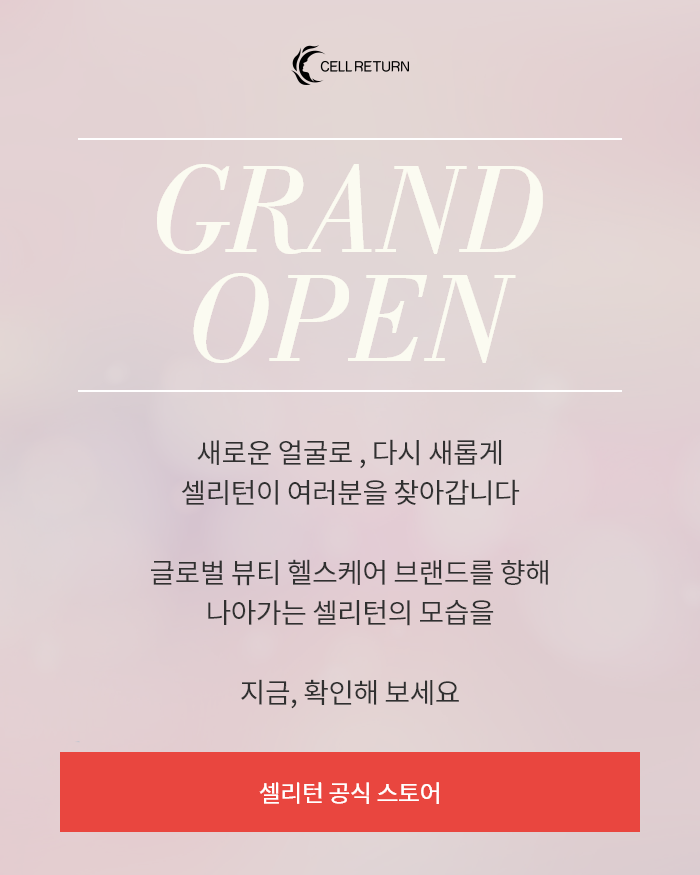 CELL RETURN
GRAND
OPEN
새로운 얼굴로 , 다시 새롭게
셀리턴이 여러분을 찾아갑니다
글로벌 뷰티 헬스케어 브랜드를 향해
나아가는 셀리턴의 모습을
지금, 확인해 보세요
셀리턴 공식 스토어